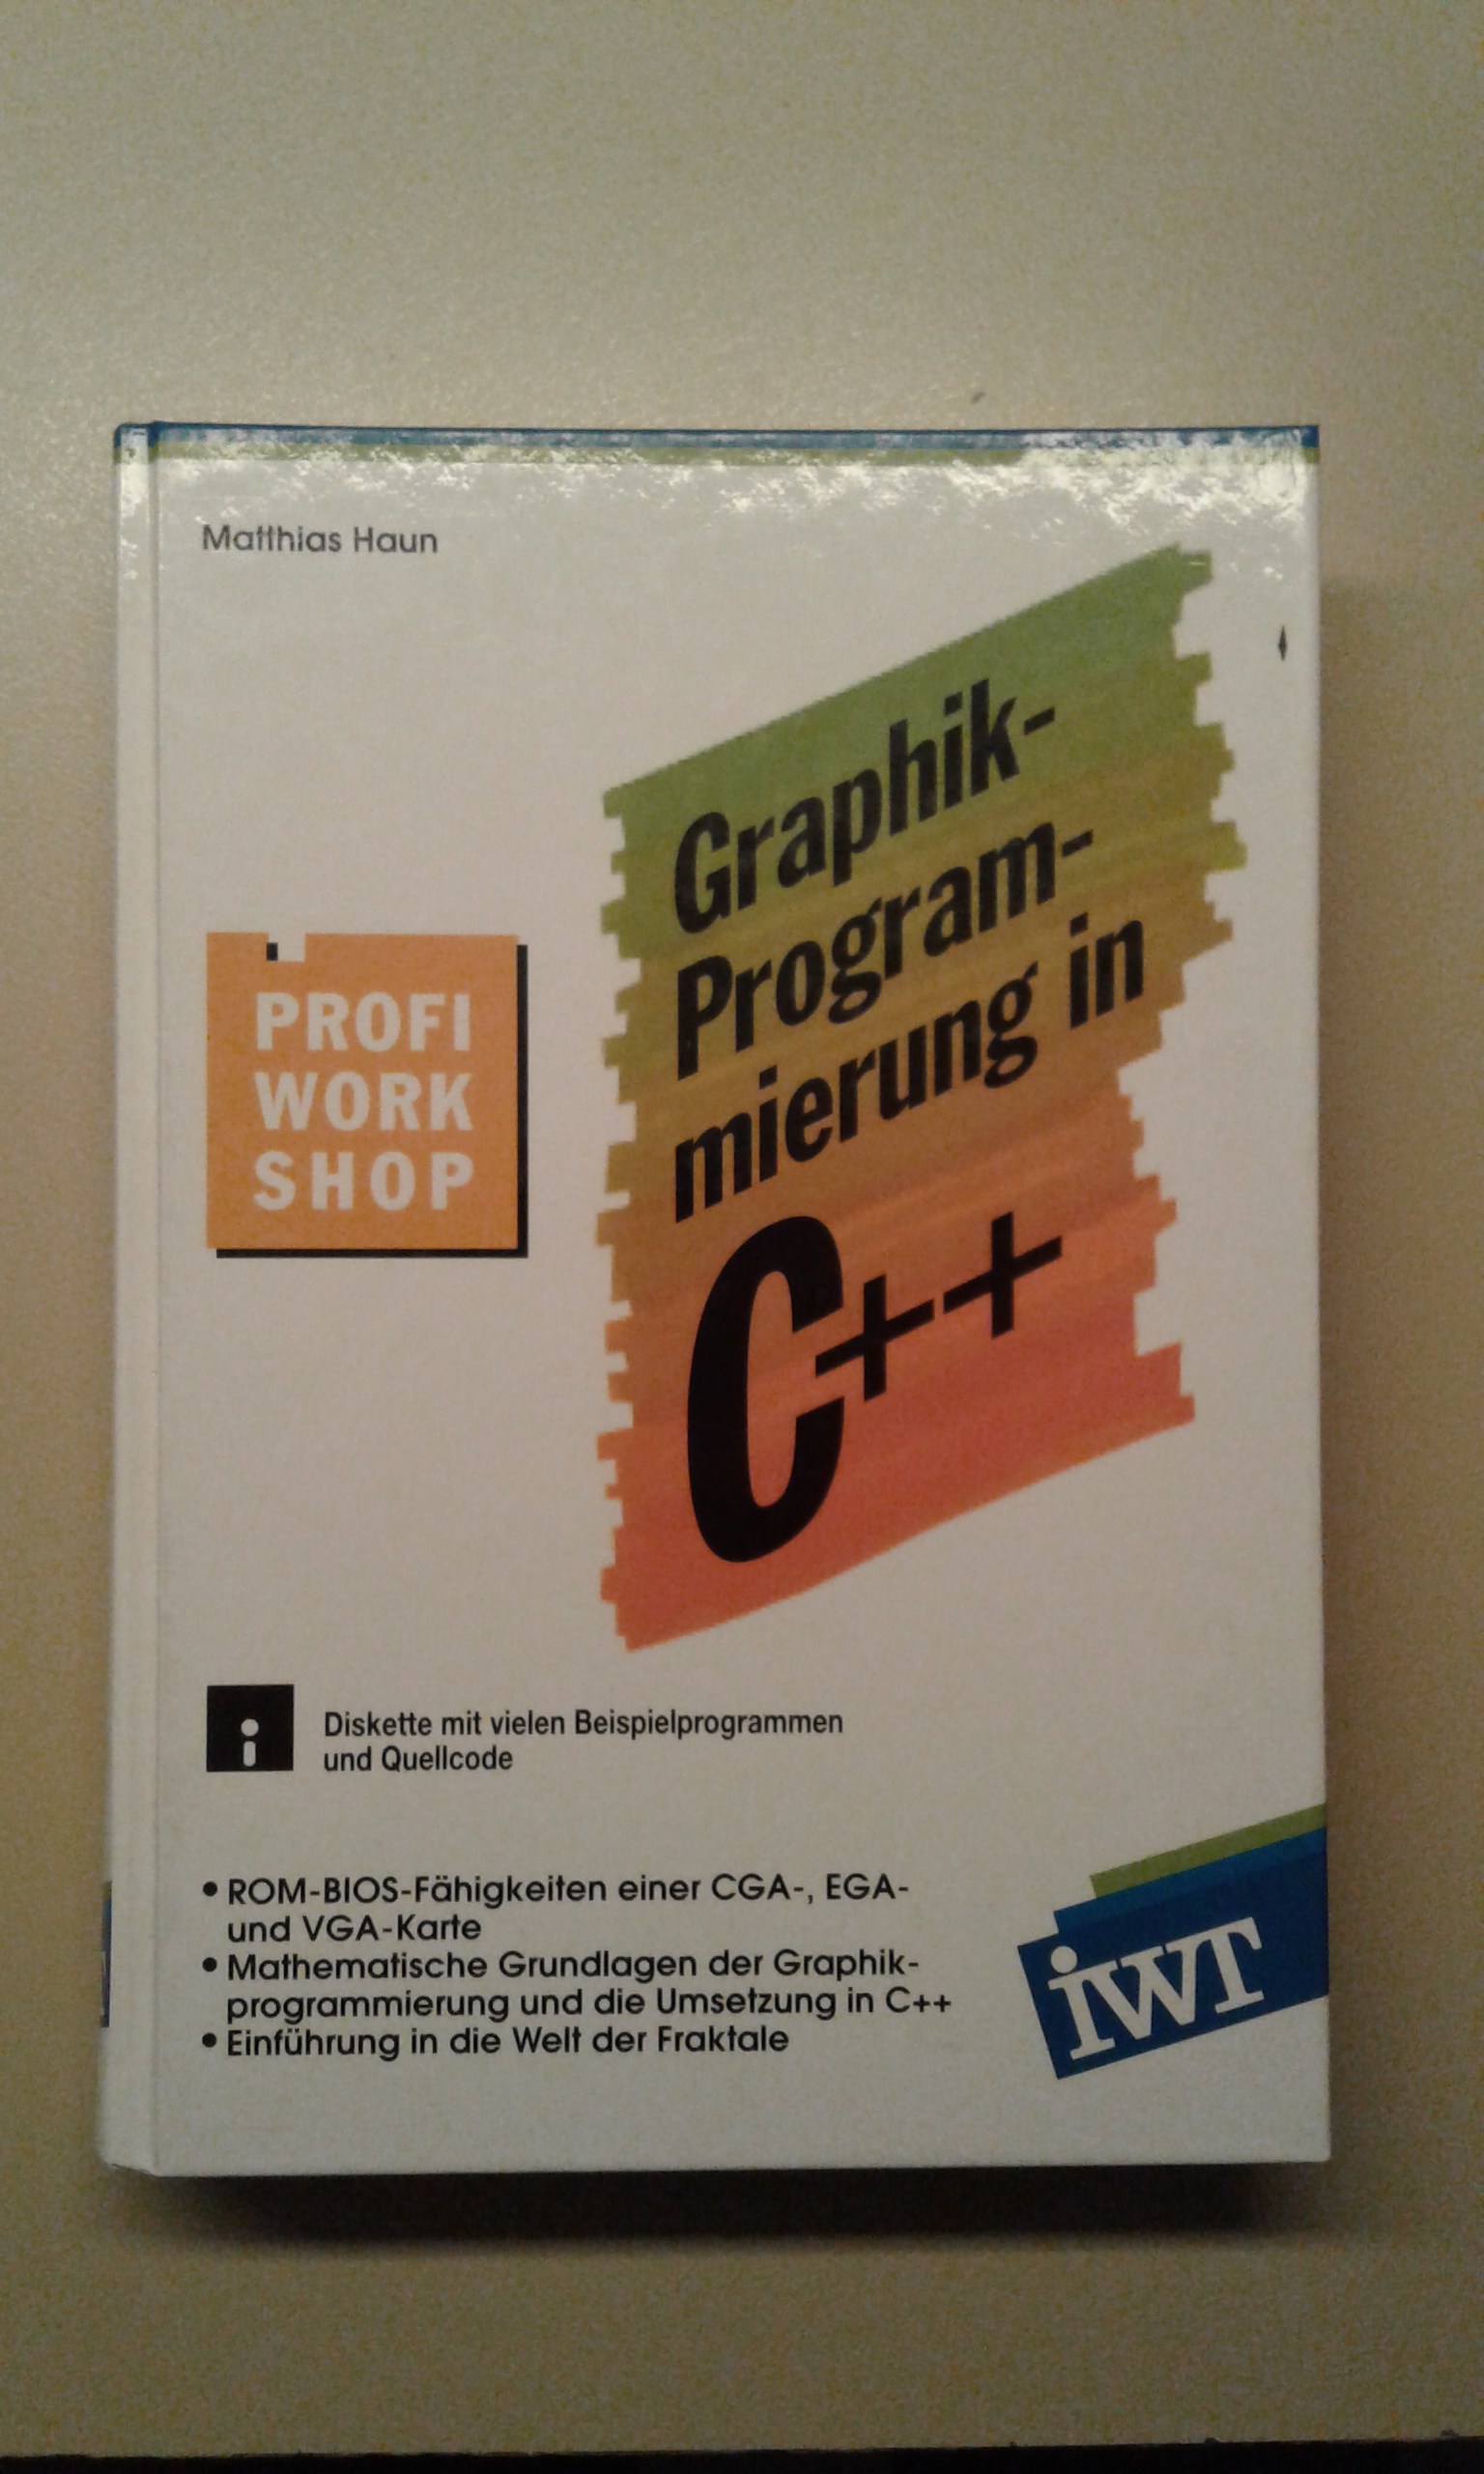 Matthias Haun
Graphik-
Program-
mierung in
C++
PROFI
WORK
SHOP
i
Diskette mit vielen Beispielprogrammen
und Quellcode
• ROM-BIOS-Fähigkeiten einer CGA-, EGA-
und VGA-Karte
• Mathematische Grundlagen der Graphik-
programmierung und die Umsetzung in C++
• Einführung in die Welt der Fraktale
iWT